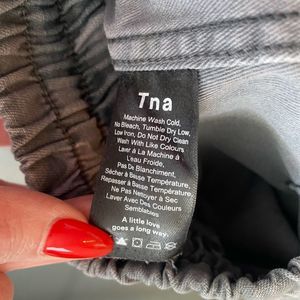 Tna
Machine Wash Cold,
No Bleach, Tumble Dry Low,
Low Iron, Do Not Dry Clean
Wash With Like Colours
Laver à La Machine à
L'eau Froide,
Pas De Blanchiment,
Sécher à Basse Température,
Repasser à Basse Température,
Ne Pas Nettoyer à Sec
Laver Avec Des Couleurs
Semblables
A little love
goes a long way.